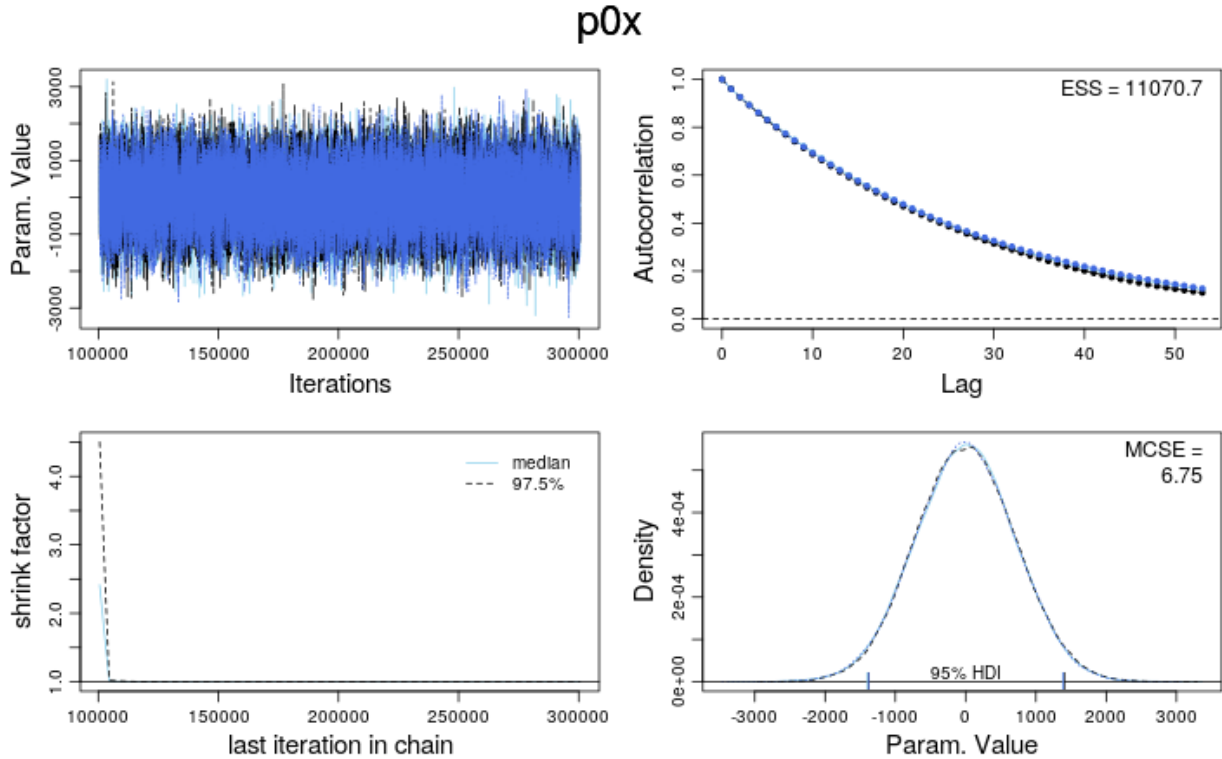 p0x
3000
1000
-1000
-3000
Param. Value
100000 150000 200000 250000 300000
Iterations
ESS = 11070.7
1.0
0.8
0.6
0.4
0.2
0.0
Autocorrelation
0 10 20 30 40 50
Lag
median
97.5%
4.0
3.0
2.0
1.0
shrink factor
100000 150000 200000 250000 300000
last iteration in chain
MCSE =
6.75
4e-04
2e-04
0e+00
Density
95% HDI
-3000 -2000 -1000 0 1000 2000 3000
Param. Value